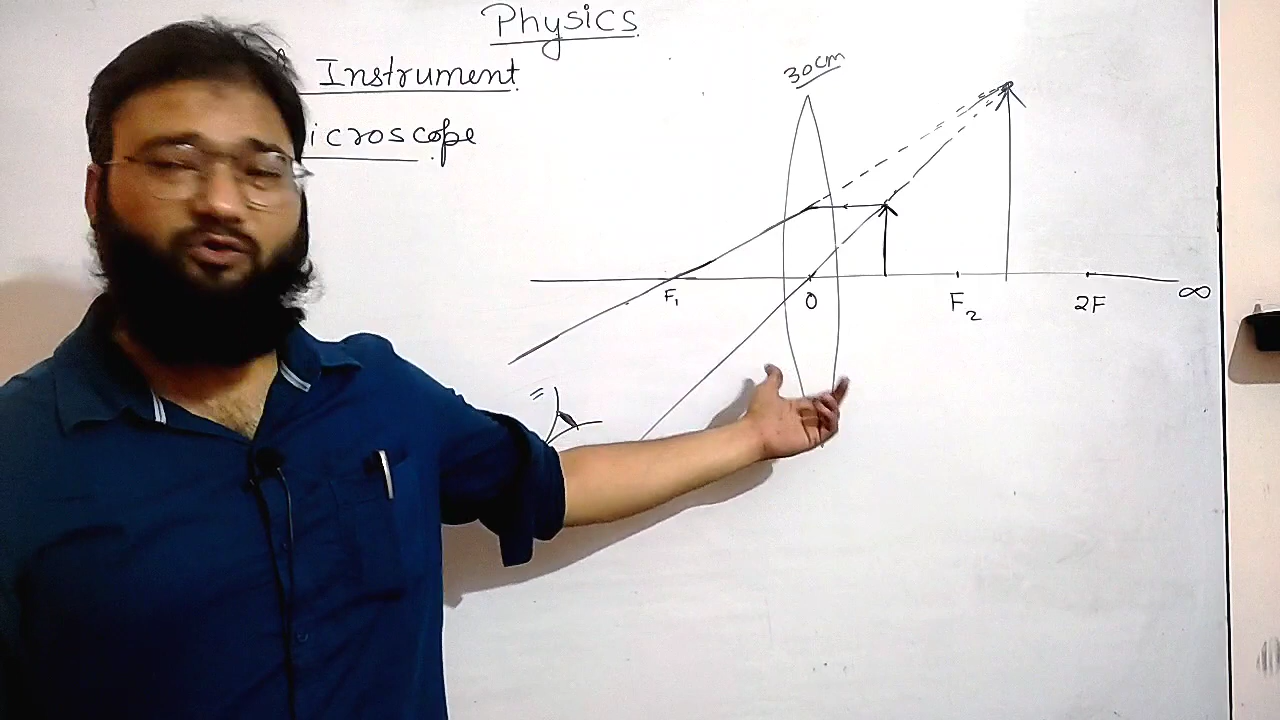 Physics
Instrument
icroscope
30cm
F1
O
F2
2F
∞